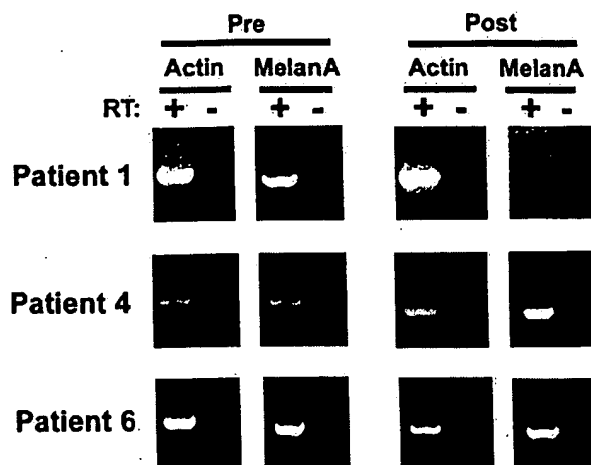 Pre Post
Actin MelanA Actin MelanA
RT: + - + - + - + -
Patient 1
Patient 4
Patient 6